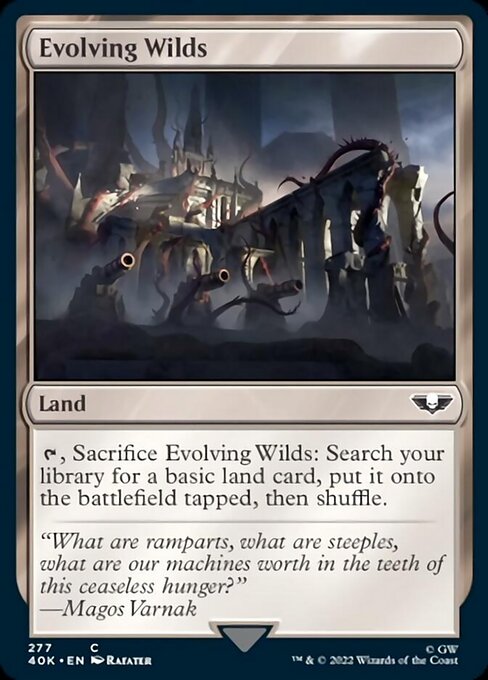 Evolving Wilds
Land
, Sacrifice Evolving Wilds: Search your
library for a basic land card, put it onto
the battlefield tapped, then shuffle.
“What are ramparts, what are steeples,
what are our machines worth in the teeth of
this ceaseless hunger?”
—Magos Varnak
277 C
40K • EN Rafater
© GW
™ & © 2022 Wizards of the Coast